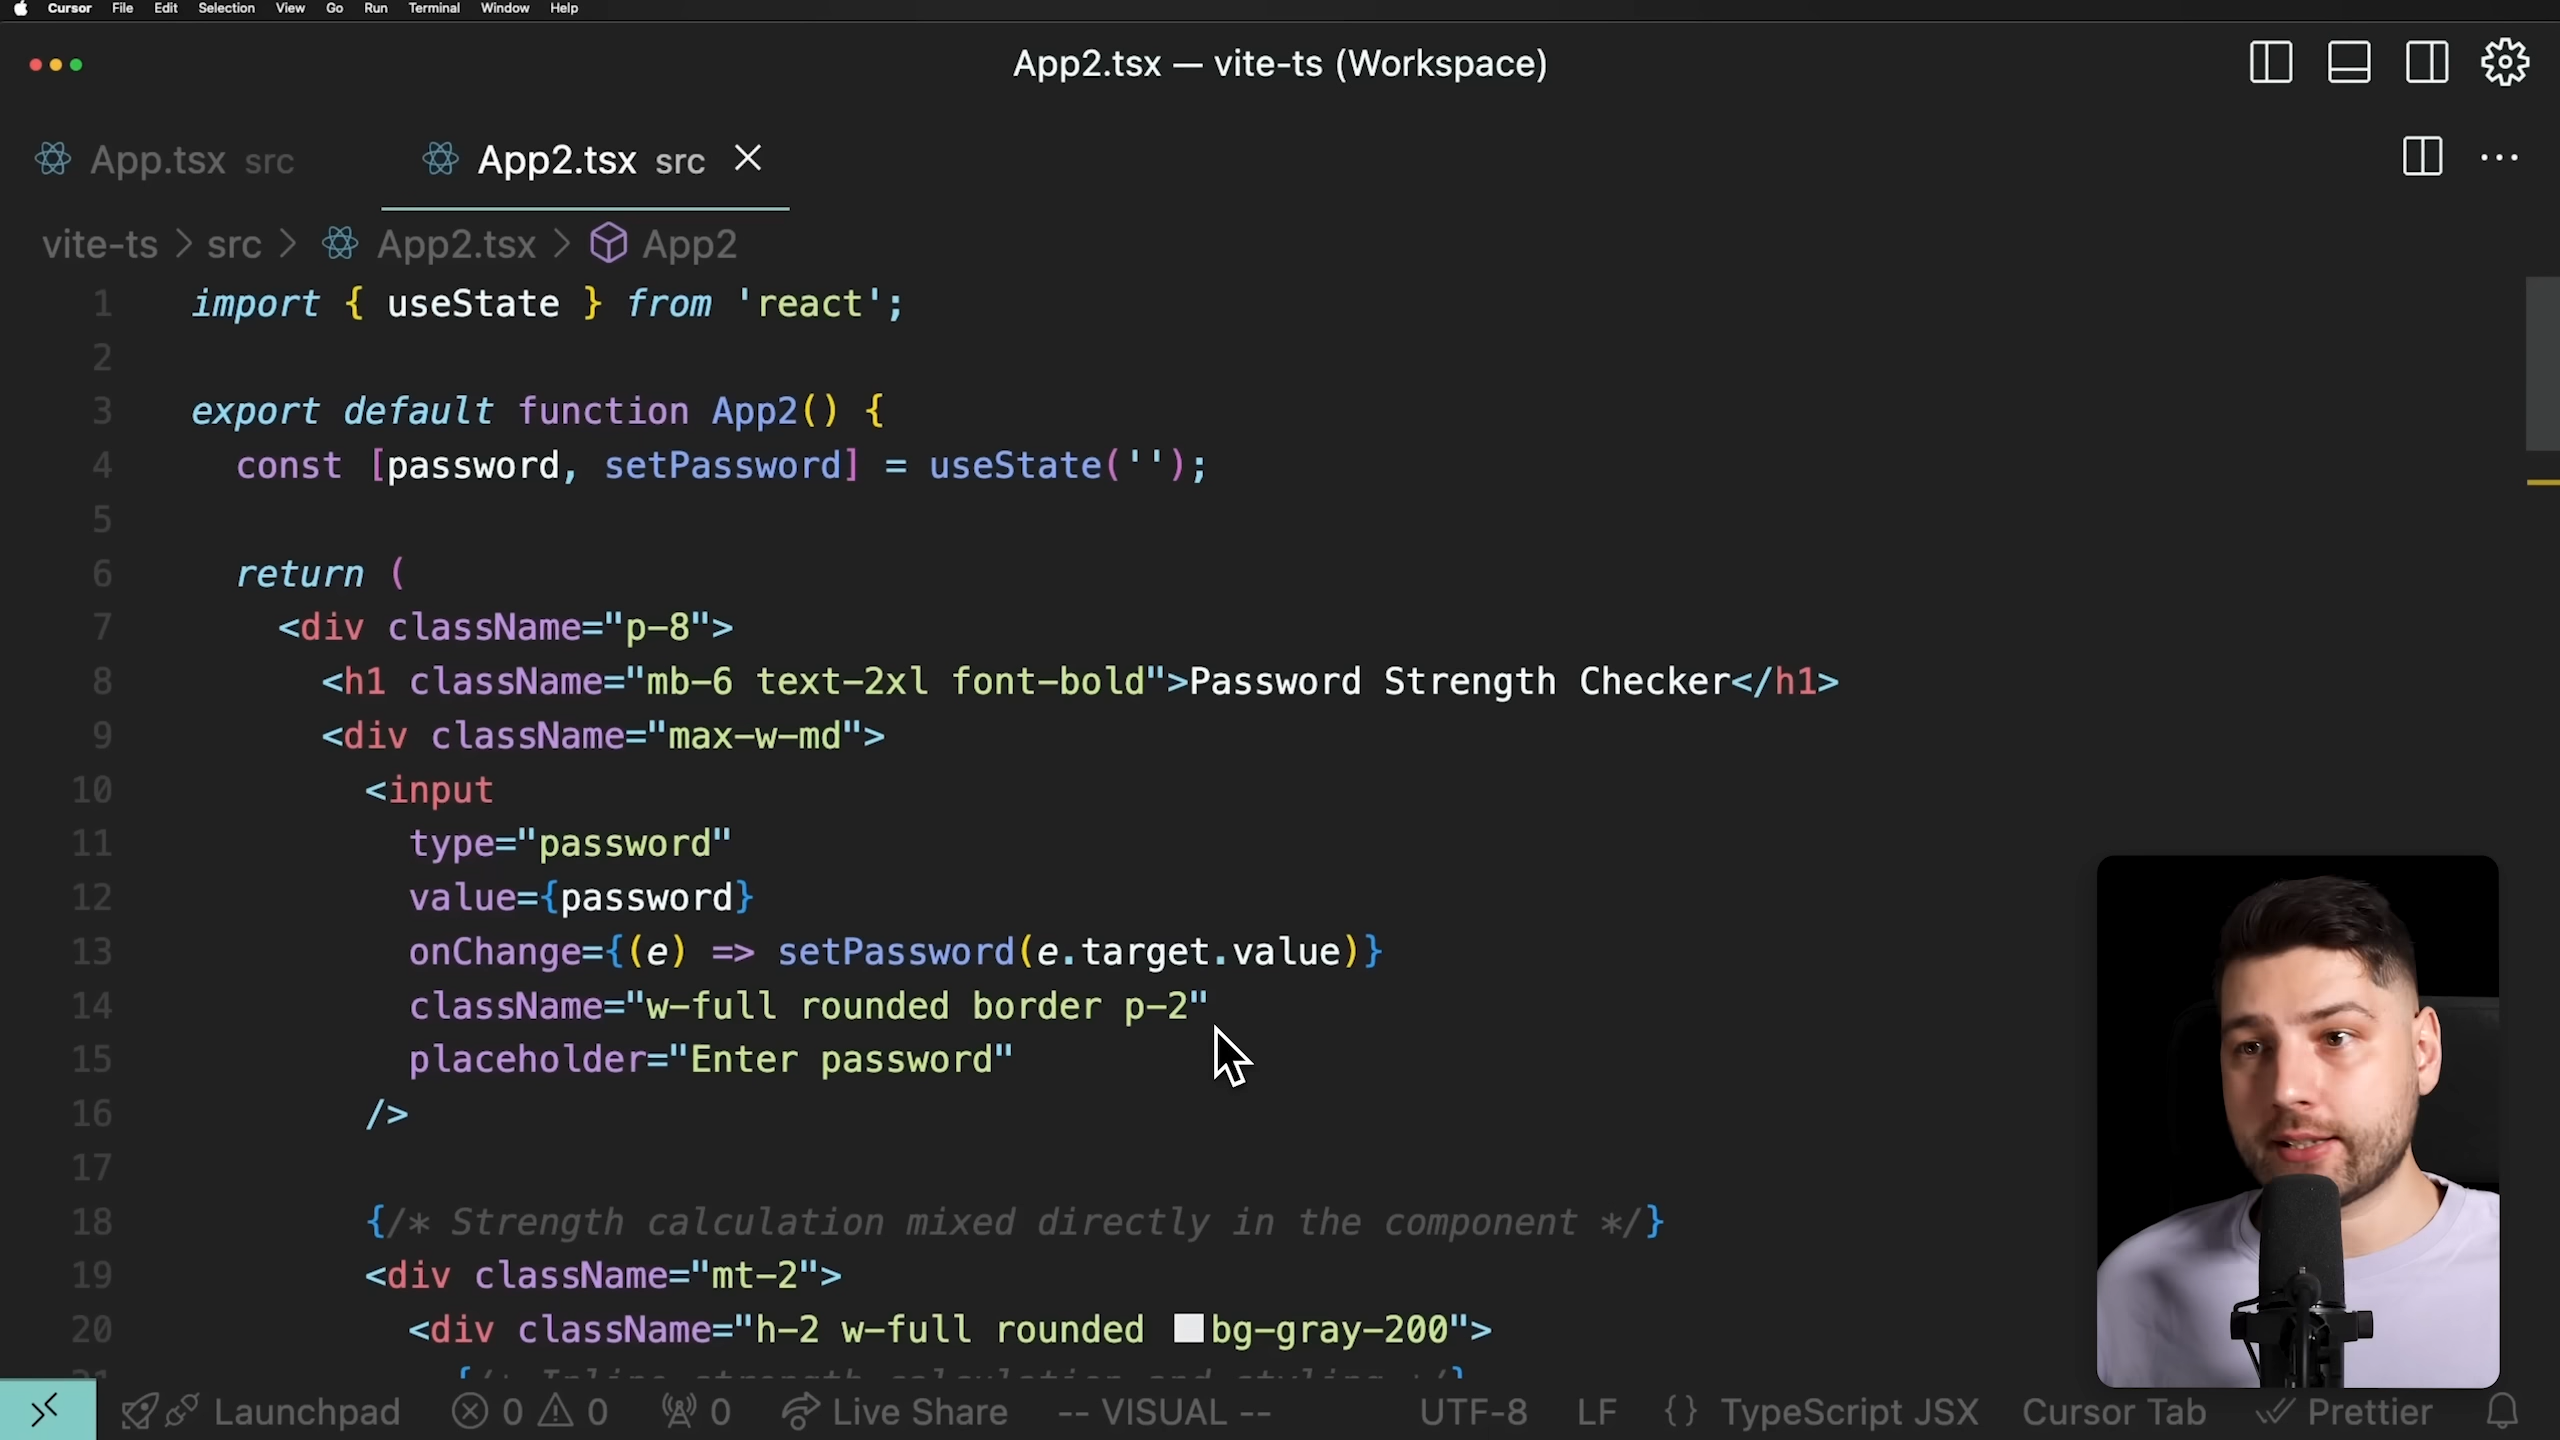 Cursor File Edit Selection View Go Run Terminal Window Help
App2.tsx — vite-ts (Workspace)
App.tsx src App2.tsx src
vite-ts > src > App2.tsx > App2
1 import { useState } from 'react';
2
3 export default function App2() {
4 const [password, setPassword] = useState('');
5
6 return (
7 <div className="p-8">
8 <h1 className="mb-6 text-2xl font-bold">Password Strength Checker</h1>
9 <div className="max-w-md">
10 <input
11 type="password"
12 value={password}
13 onChange={(e) => setPassword(e.target.value)}
14 className="w-full rounded border p-2"
15 placeholder="Enter password"
16 />
17
18 {/* Strength calculation mixed directly in the component */}
19 <div className="mt-2">
20 <div className="h-2 w-full rounded bg-gray-200">
21 {/* Inline strength calculation and styling */}
Launchpad 0 0 0 Live Share -- VISUAL -- UTF-8 LF {} TypeScript JSX Cursor Tab Prettier